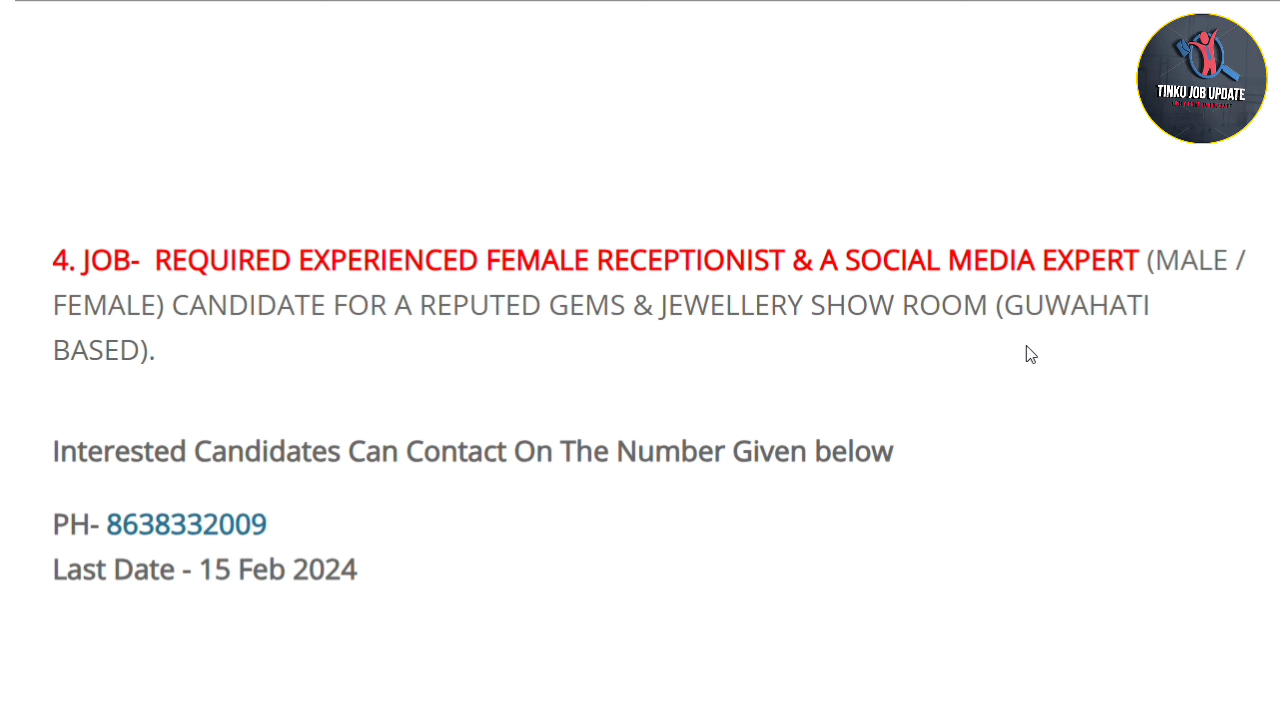 TINKU JOB UPDATE
4. JOB- REQUIRED EXPERIENCED FEMALE RECEPTIONIST & A SOCIAL MEDIA EXPERT (MALE /
FEMALE) CANDIDATE FOR A REPUTED GEMS & JEWELLERY SHOW ROOM (GUWAHATI
BASED).
Interested Candidates Can Contact On The Number Given below
PH- 8638332009
Last Date - 15 Feb 2024